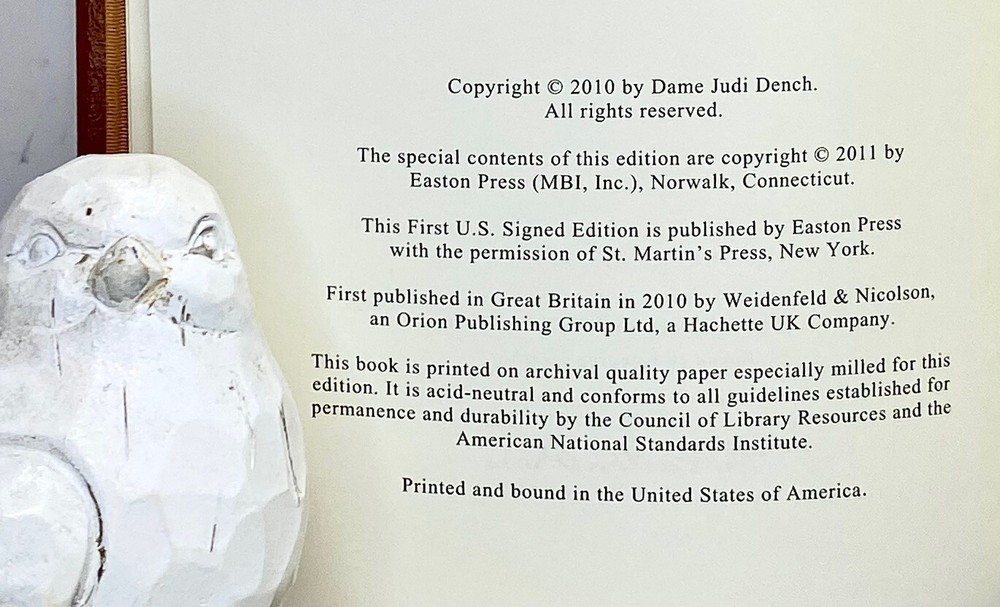 Copyright © 2010 by Dame Judi Dench.
All rights reserved.
The special contents of this edition are copyright © 2011 by
Easton Press (MBI, Inc.), Norwalk, Connecticut.
This First U.S. Signed Edition is published by Easton Press
with the permission of St. Martin's Press, New York.
First published in Great Britain in 2010 by Weidenfeld & Nicolson,
an Orion Publishing Group Ltd, a Hachette UK Company.
This book is printed on archival quality paper especially milled for this
edition. It is acid-neutral and conforms to all guidelines established for
permanence and durability by the Council of Library Resources and the
American National Standards Institute.
Printed and bound in the United States of America.